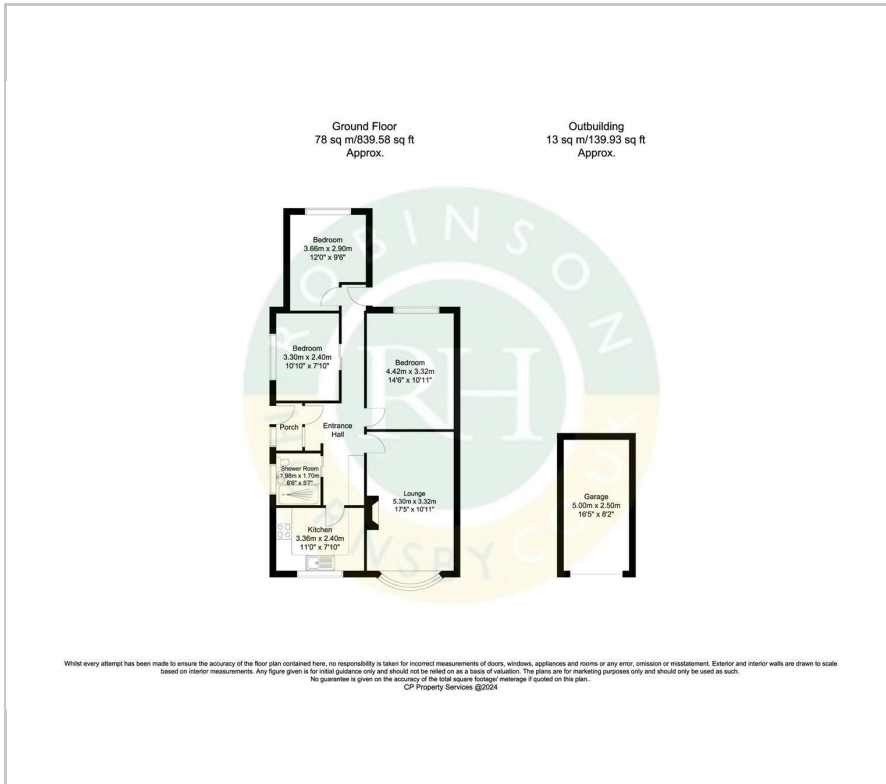 Ground Floor
78 sq m/839.58 sq ft
Approx.
Outbuilding
13 sq m/139.93 sq ft
Approx.
Bedroom
3.66m x 2.90m
12'0" x 9'6"
Bedroom
3.30m x 2.40m
10'10" x 7'10"
Bedroom
4.42m x 3.32m
14'6" x 10'11"
Porch
Entrance
Hall
Shower Room
1.98m x 1.70m
6'6" x 5'7"
Lounge
5.30m x 3.32m
17'5" x 10'11"
Kitchen
3.36m x 2.40m
11'0" x 7'10"
Garage
5.00m x 2.50m
16'5" x 8'2"
ROBINSON
RH
Whilst every attempt has been made to ensure the accuracy of the floor plan contained here, no responsibility is taken for incorrect measurements of doors, windows, appliances and rooms or any error, omission or misstatement. Exterior and interior walls are drawn to scale
based on interior measurements. Any figure given is for initial guidance only and should not be relied on as a basis of valuation. The plans are for marketing purposes only and should only be used as such.
No guarantee is given on the accuracy of the total square footage/ meterage if quoted on this plan..
CP Property Services @2024